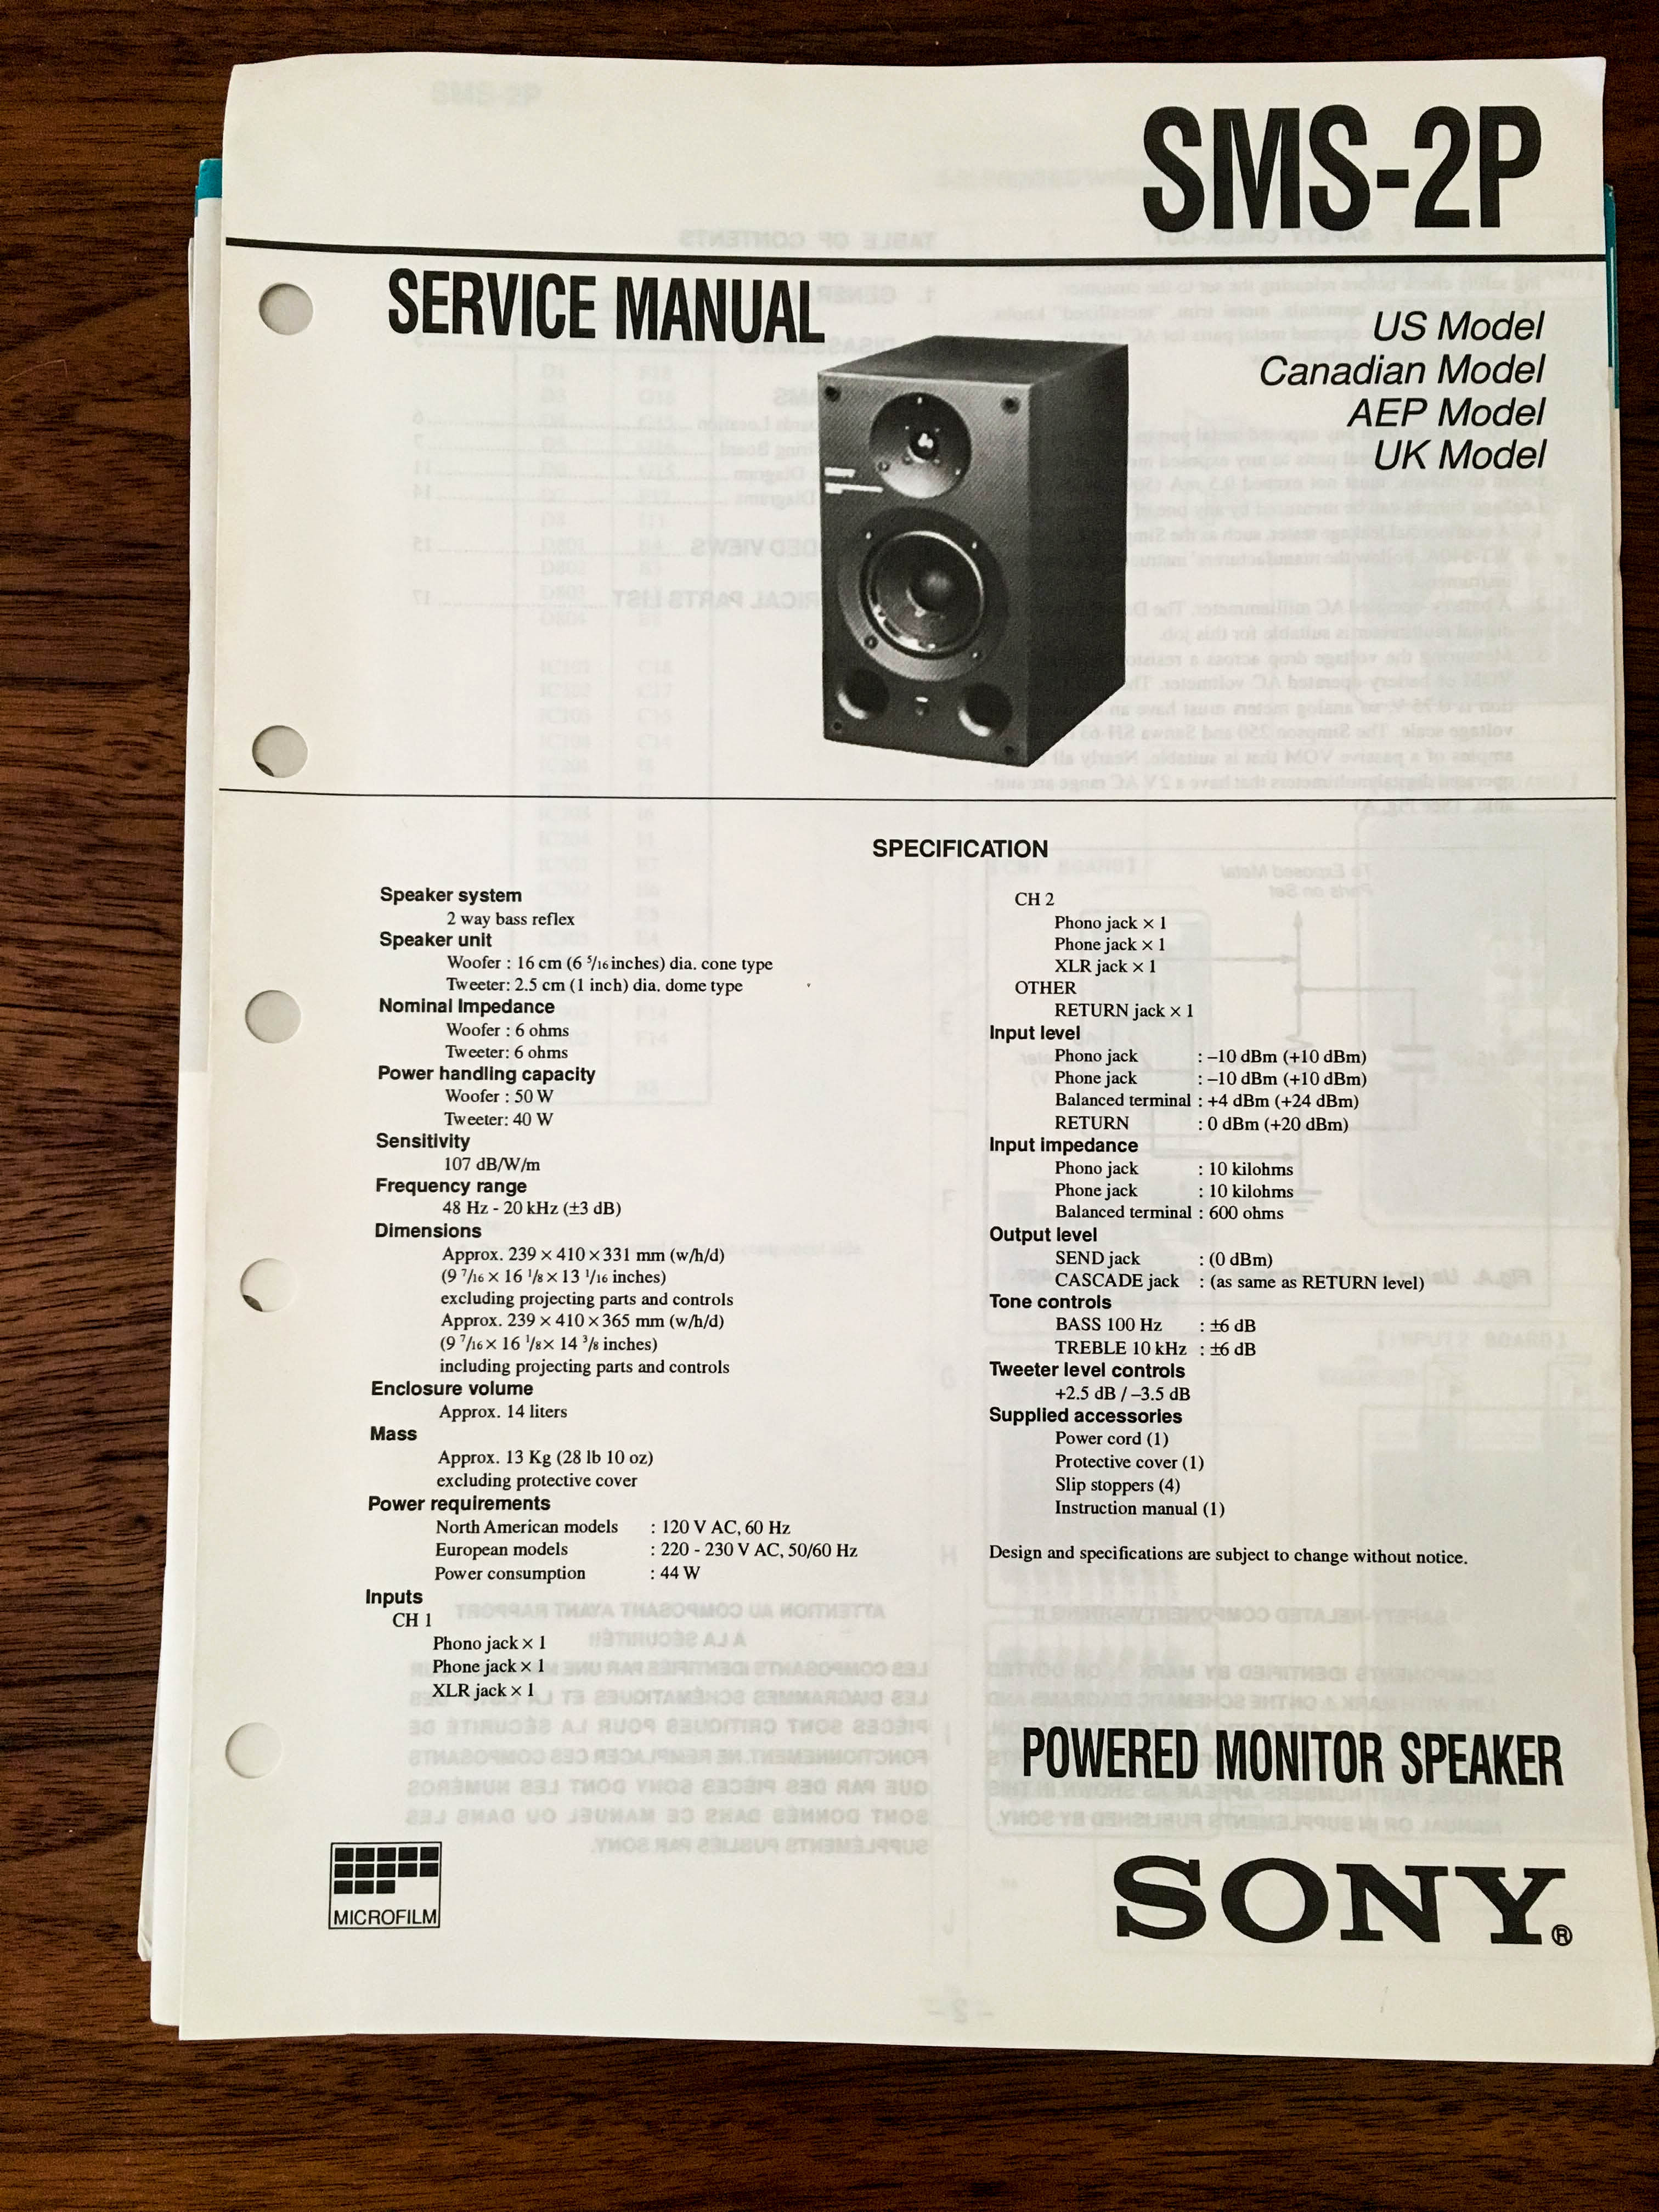 SMS-2P
SERVICE MANUAL
US Model
Canadian Model
AEP Model
UK Model
SPECIFICATION
Speaker system
2 way bass reflex
Speaker unit
Woofer : 16 cm (6 5/16 inches) dia. cone type
Tweeter: 2.5 cm (1 inch) dia. dome type
Nominal Impedance
Woofer : 6 ohms
Tweeter: 6 ohms
Power handling capacity
Woofer : 50 W
Tweeter: 40 W
Sensitivity
107 dB/W/m
Frequency range
48 Hz - 20 kHz (±3 dB)
Dimensions
Approx. 239 × 410 × 331 mm (w/h/d)
(9 7/16 × 16 1/8 × 13 1/16 inches)
excluding projecting parts and controls
Approx. 239 × 410 × 365 mm (w/h/d)
(9 7/16 × 16 1/8 × 14 3/8 inches)
including projecting parts and controls
Enclosure volume
Approx. 14 liters
Mass
Approx. 13 Kg (28 lb 10 oz)
excluding protective cover
Power requirements
North American models : 120 V AC, 60 Hz
European models : 220 - 230 V AC, 50/60 Hz
Power consumption : 44 W
Inputs
CH 1
Phono jack × 1
Phone jack × 1
XLR jack × 1
CH 2
Phono jack × 1
Phone jack × 1
XLR jack × 1
OTHER
RETURN jack × 1
Input level
Phono jack : –10 dBm (+10 dBm)
Phone jack : –10 dBm (+10 dBm)
Balanced terminal : +4 dBm (+24 dBm)
RETURN : 0 dBm (+20 dBm)
Input impedance
Phono jack : 10 kilohms
Phone jack : 10 kilohms
Balanced terminal : 600 ohms
Output level
SEND jack : (0 dBm)
CASCADE jack : (as same as RETURN level)
Tone controls
BASS 100 Hz : ±6 dB
TREBLE 10 kHz : ±6 dB
Tweeter level controls
+2.5 dB / –3.5 dB
Supplied accessories
Power cord (1)
Protective cover (1)
Slip stoppers (4)
Instruction manual (1)
Design and specifications are subject to change without notice.
POWERED MONITOR SPEAKER
MICROFILM
SONY®